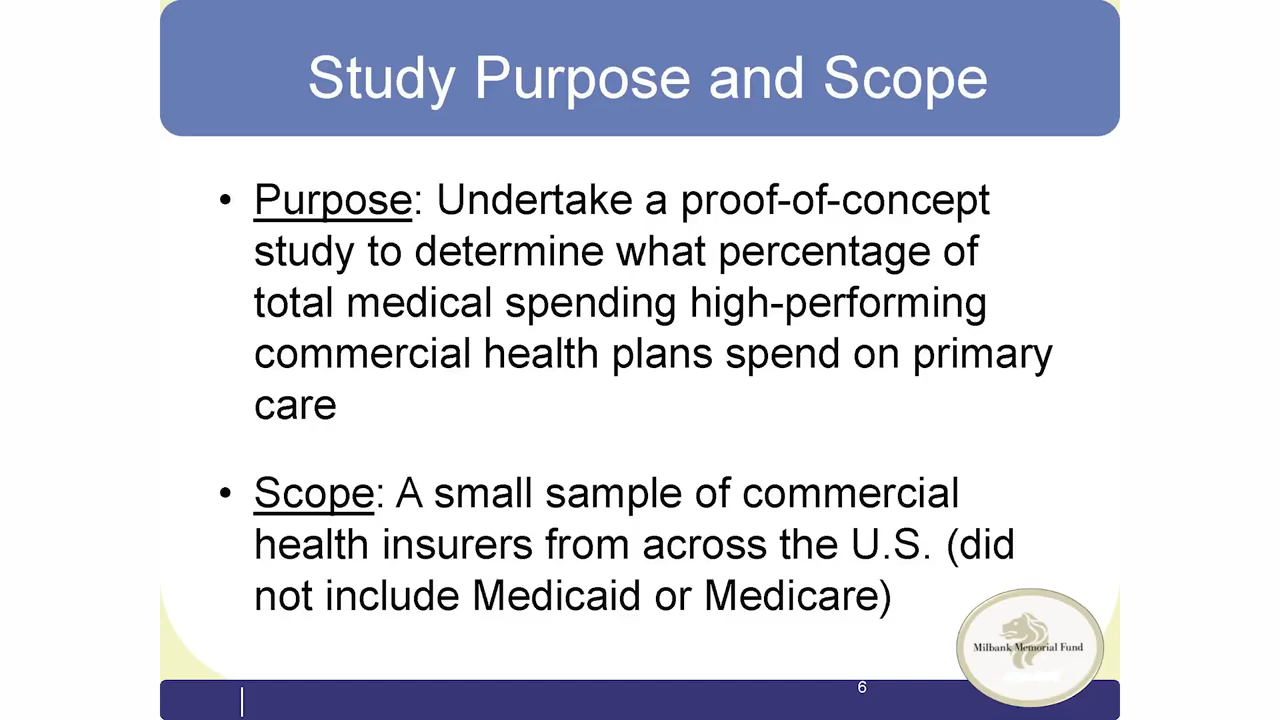 Study Purpose and Scope
• Purpose: Undertake a proof-of-concept
study to determine what percentage of
total medical spending high-performing
commercial health plans spend on primary
care
• Scope: A small sample of commercial
health insurers from across the U.S. (did
not include Medicaid or Medicare)
Milbank Memorial Fund
6